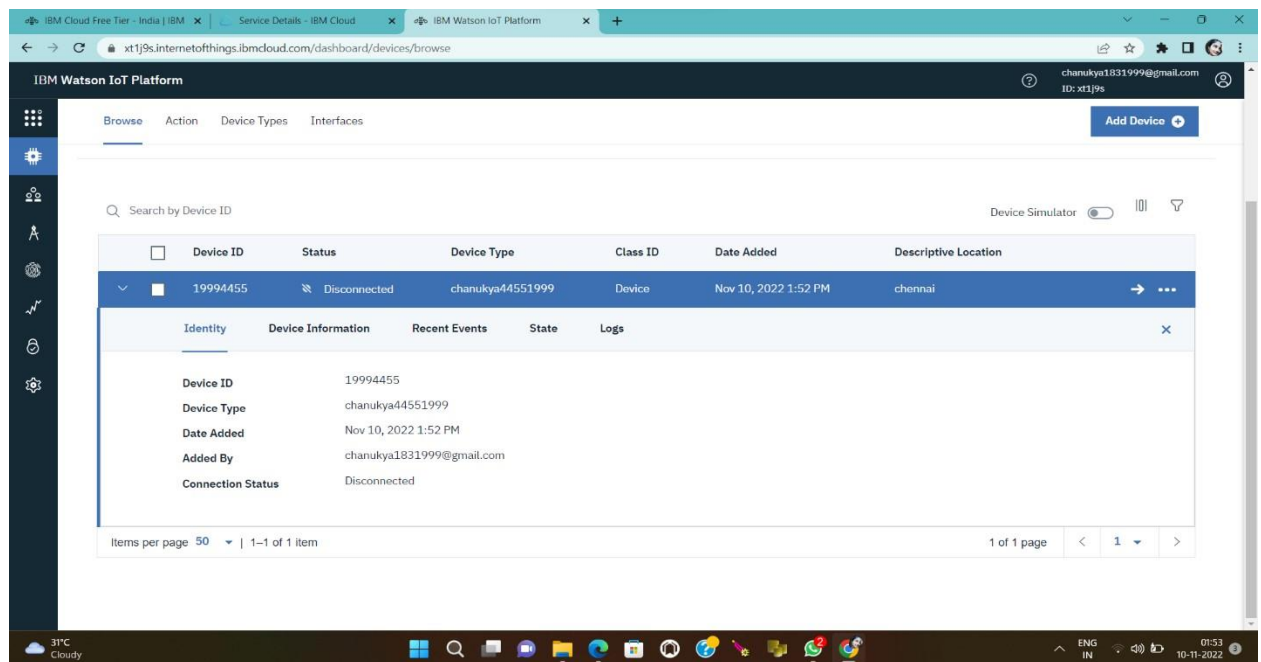 IBM Cloud Free Tier - India | IBM
Service Details - IBM Cloud
IBM Watson IoT Platform
xt1j9s.internetofthings.ibmcloud.com/dashboard/devices/browse
IBM Watson IoT Platform
chanukya1831999@gmail.com
ID: xt1j9s
Browse Action Device Types Interfaces
Add Device
Search by Device ID
Device Simulator
Device ID Status Device Type Class ID Date Added Descriptive Location
19994455 Disconnected chanukya44551999 Device Nov 10, 2022 1:52 PM chennai
Identity Device Information Recent Events State Logs
Device ID 19994455
Device Type chanukya44551999
Date Added Nov 10, 2022 1:52 PM
Added By chanukya1831999@gmail.com
Connection Status Disconnected
Items per page 50 | 1–1 of 1 item
1 of 1 page 1
31°C
Cloudy
2
ENG
IN
01:53
10-11-2022
3